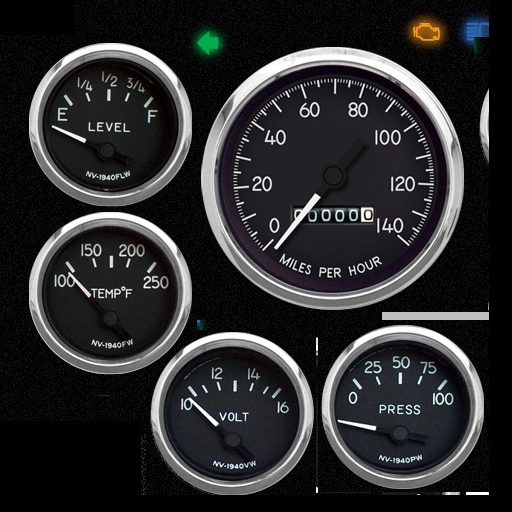 1/4 1/2 3/4
E F
LEVEL
NV-1940FLW
0 20 40 60 80 100 120 140
00000 0
MILES PER HOUR
100 150 200 250
TEMP°F
NV-1940FW
10 12 14 16
VOLT
NV-1940VW
0 25 50 75 100
PRESS
NV-1940PW